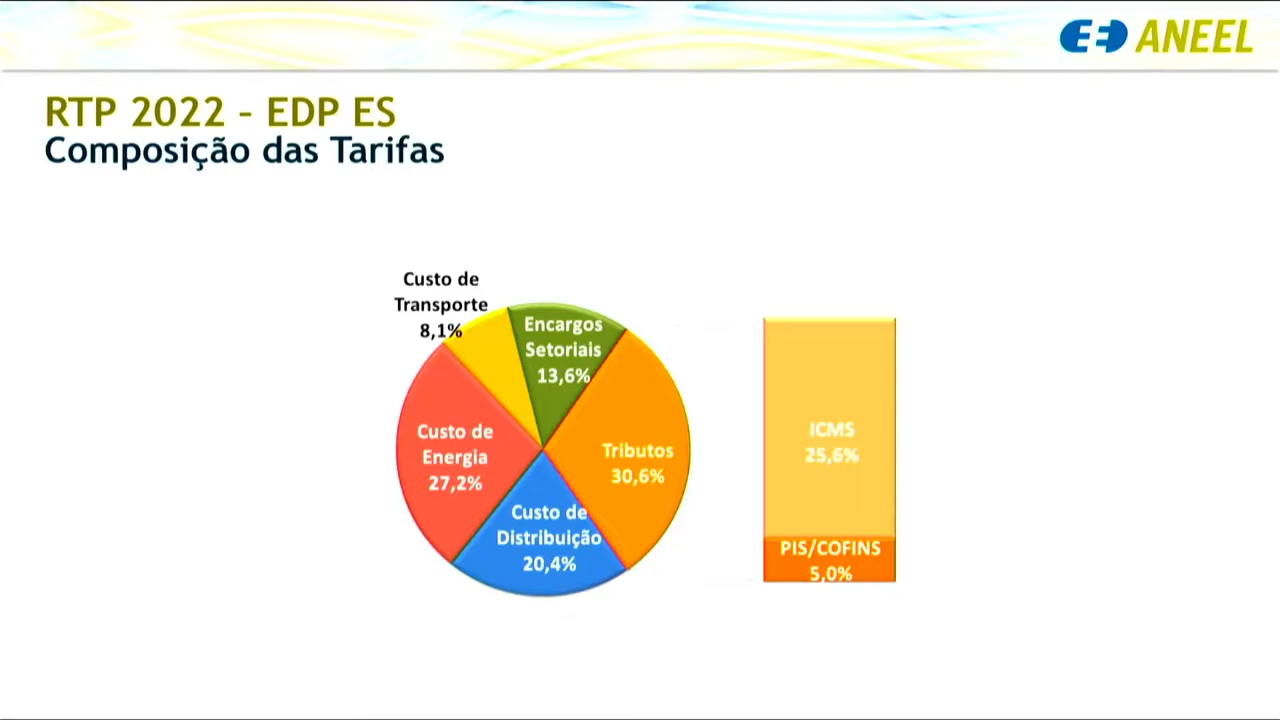 ANEEL
RTP 2022 - EDP ES
Composição das Tarifas
Custo de
Transporte
8,1%
Encargos
Setoriais
13,6%
Tributos
30,6%
Custo de
Distribuição
20,4%
Custo de
Energia
27,2%
ICMS
25,6%
PIS/COFINS
5,0%